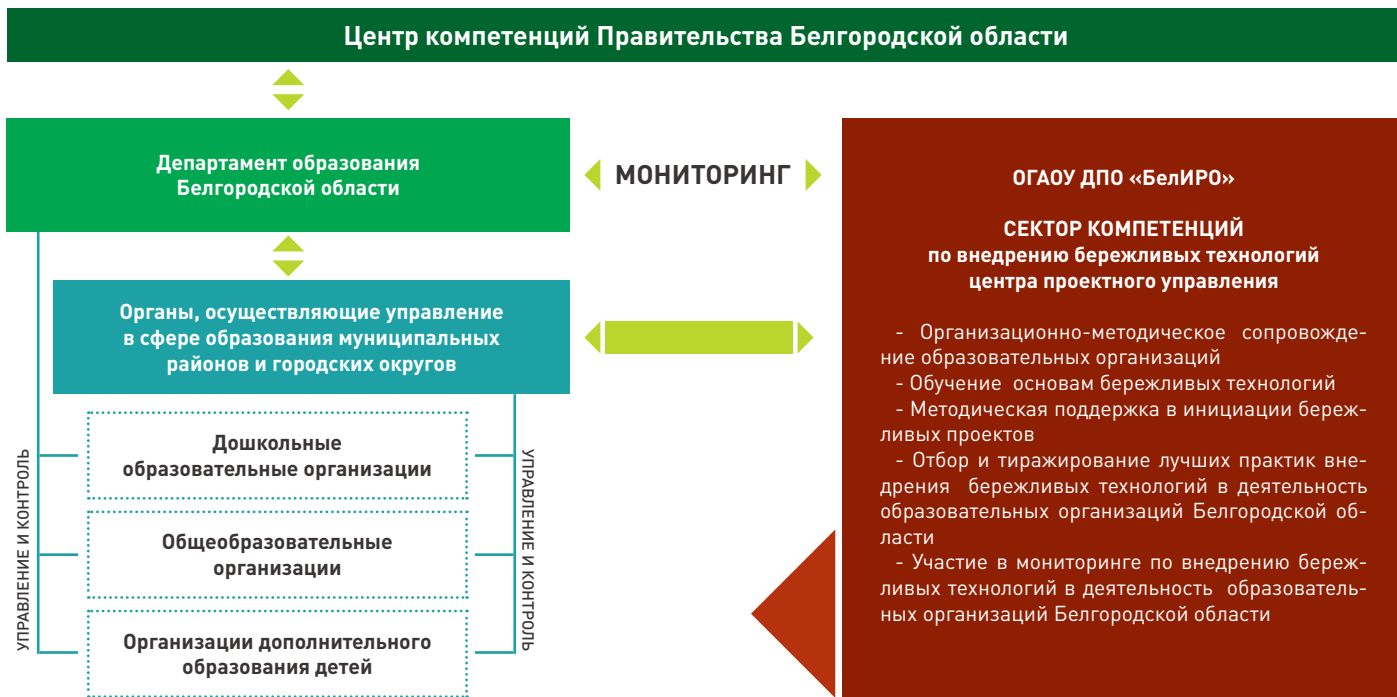 Центр компетенций Правительства Белгородской области
Департамент образования
Белгородской области
МОНИТОРИНГ
Органы, осуществляющие управление
в сфере образования муниципальных
районов и городских округов
УПРАВЛЕНИЕ И КОНТРОЛЬ
Дошкольные
образовательные организации
Общеобразовательные
организации
Организации дополнительного
образования детей
УПРАВЛЕНИЕ И КОНТРОЛЬ
ОГАОУ ДПО «БелИРО»
СЕКТОР КОМПЕТЕНЦИЙ
по внедрению бережливых технологий
центра проектного управления
- Организационно-методическое сопровожде-
ние образовательных организаций
- Обучение основам бережливых технологий
- Методическая поддержка в инициации береж-
ливых проектов
- Отбор и тиражирование лучших практик вне-
дрения бережливых технологий в деятельность
образовательных организаций Белгородской об-
ласти
- Участие в мониторинге по внедрению береж-
ливых технологий в деятельность образователь-
ных организаций Белгородской области